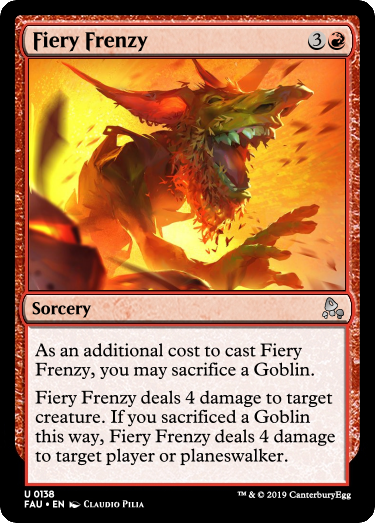 Fiery Frenzy 3
Sorcery
As an additional cost to cast Fiery
Frenzy, you may sacrifice a Goblin.
Fiery Frenzy deals 4 damage to target
creature. If you sacrificed a Goblin
this way, Fiery Frenzy deals 4 damage
to target player or planeswalker.
U 0138
FAU • EN CLAUDIO PILIA
™ & © 2019 CanterburyEgg